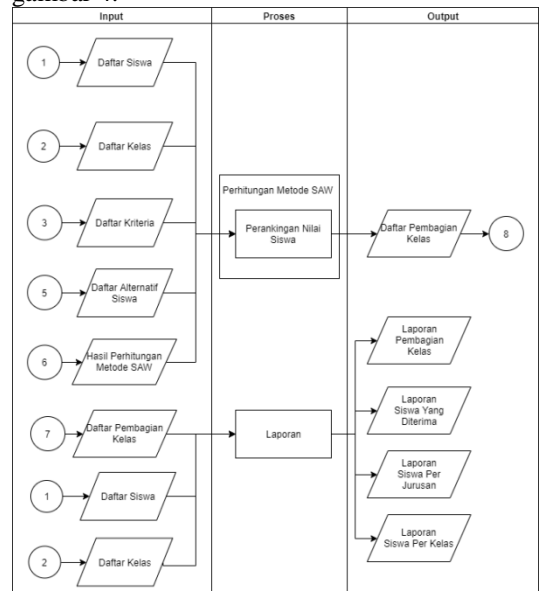 gambar 4.
Input
Proses
Output
1
Daftar Siswa
2
Daftar Kelas
3
Daftar Kriteria
5
Daftar Alternatif
Siswa
6
Hasil Perhitungan
Metode SAW
Perhitungan Metode SAW
Perankingan Nilai
Siswa
Daftar Pembagian
Kelas
8
7
Daftar Pembagian
Kelas
1
Daftar Siswa
2
Daftar Kelas
Laporan
Laporan
Pembagian
Kelas
Laporan
Siswa Yang
Diterima
Laporan
Siswa Per
Jurusan
Laporan
Siswa Per Kelas